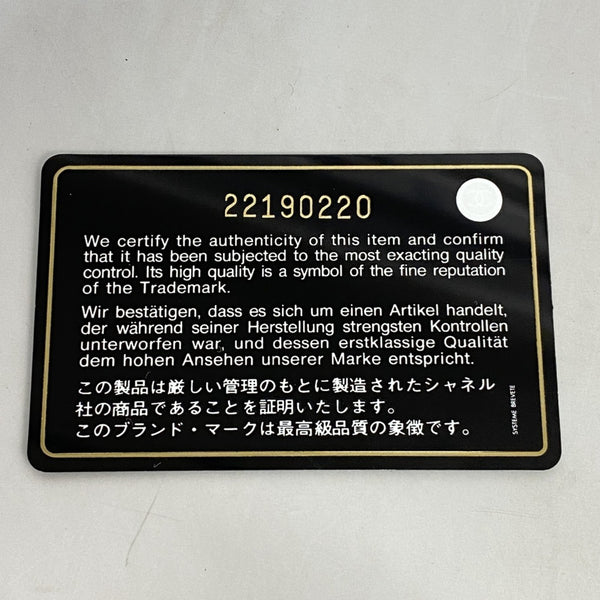 22190220
We certify the authenticity of this item and confirm
that it has been subjected to the most exacting quality
control. Its high quality is a symbol of the fine reputation
of the Trademark.
Wir bestätigen, dass es sich um einen Artikel handelt,
der während seiner Herstellung strengsten Kontrollen
unterworfen war, und dessen erstklassige Qualität
dem hohen Ansehen unserer Marke entspricht.
この製品は厳しい管理のもとに製造されたシャネル
社の商品であることを証明いたします。
このブランド・マークは最高級品質の象徴です。
SYSTEME BREVETE